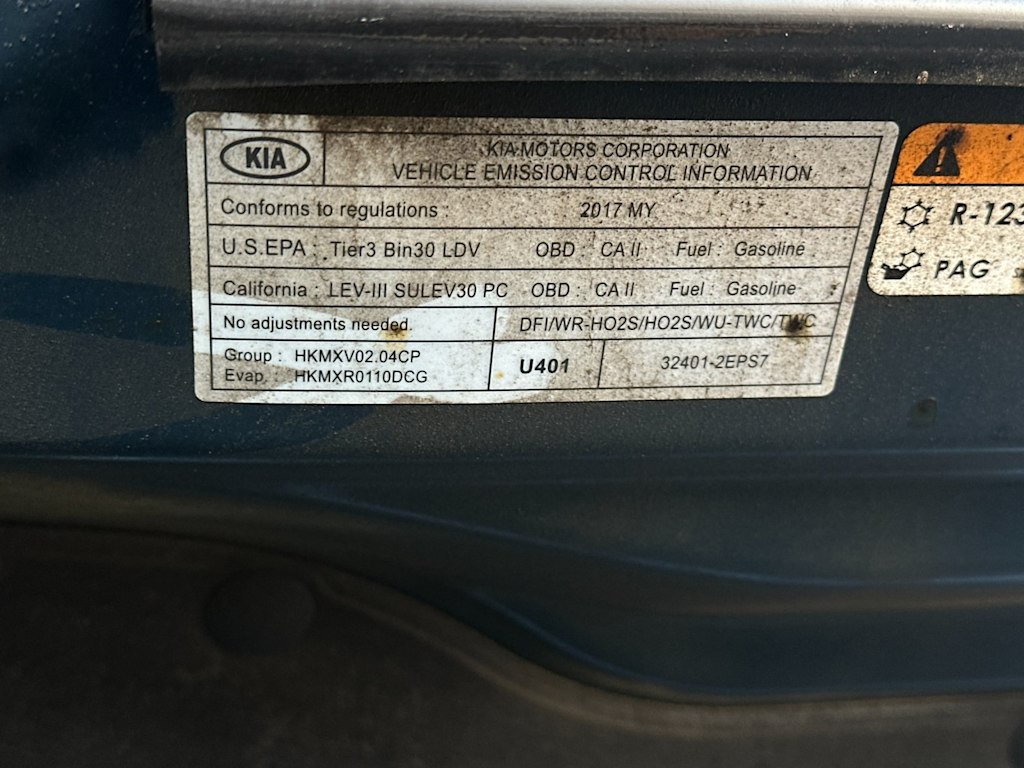 KIA
KIA MOTORS CORPORATION
VEHICLE EMISSION CONTROL INFORMATION
Conforms to regulations : 2017 MY
U.S.EPA : Tier3 Bin30 LDV OBD : CA II Fuel : Gasoline
California : LEV-III SULEV30 PC OBD : CA II Fuel : Gasoline
No adjustments needed. DFI/WR-HO2S/HO2S/WU-TWC/TWC
Group : HKMXV02.04CP
Evap. : HKMXR0110DCG
U401 32401-2EPS7
R-123
PAG